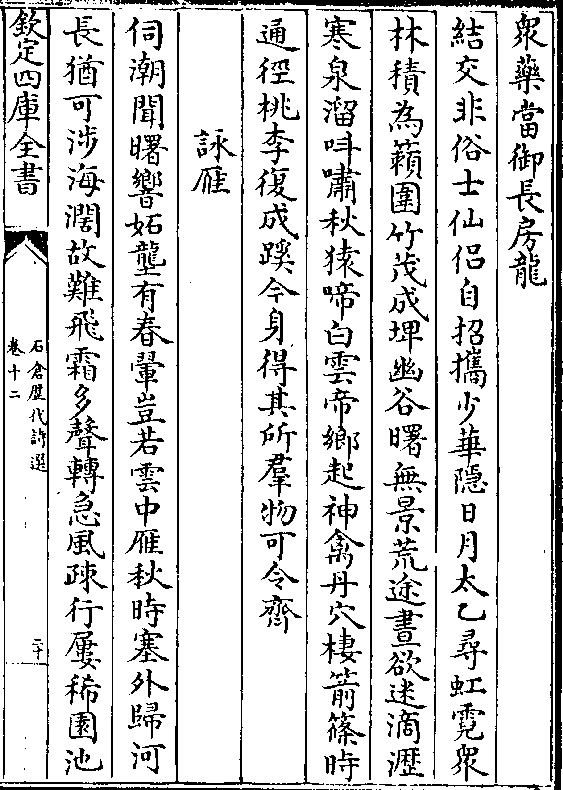 衆藥當御長房龍
結交非俗士仙侣自招攜少華隠日月太乙尋虹霓衆
林積為籟圍竹茂成埤幽谷曙無景荒途晝欲迷滴瀝
寒泉溜呌嘯秋猿啼白雲帝鄉起神禽丹穴棲箭篠時
通徑桃李復成蹊今身得其所羣物可令齊
詠雁
伺潮聞曙響妬壟有春翬豈若雲中雁秋時塞外歸河
長猶可涉海濶故難飛霜多聲轉急風疎行屢稀園池
欽定四庫全書
石倉歴代詩選
卷十二
二十